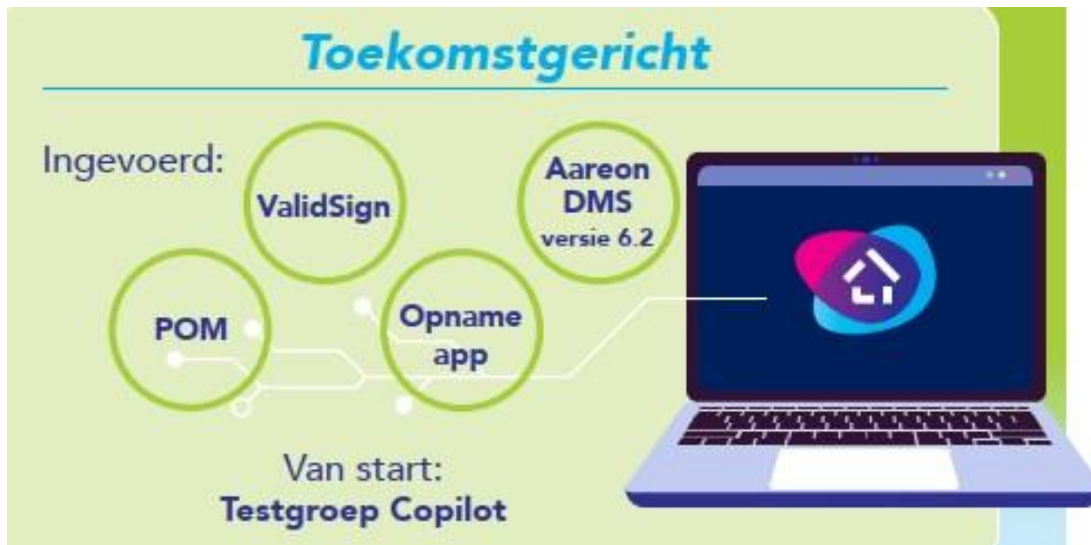 Toekomstgericht
Ingevoerd:
ValidSign
Aareon
DMS
versie 6.2
POM
Opname
app
Van start:
Testgroep Copilot